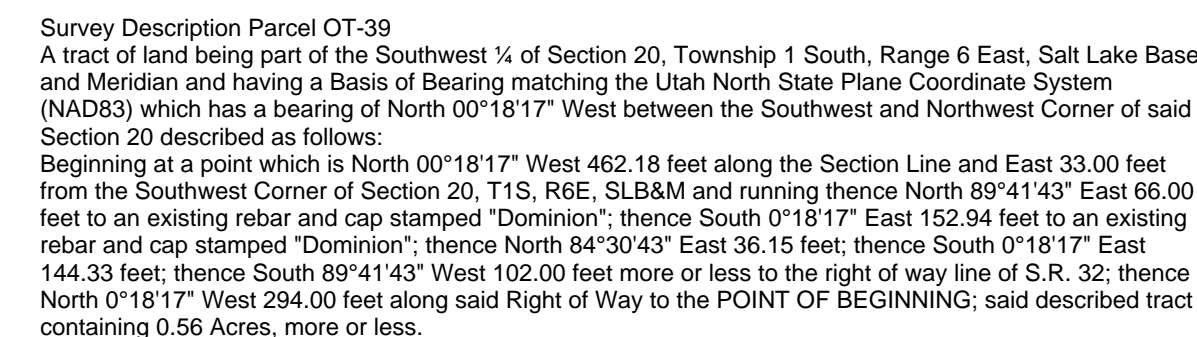 Survey Description Parcel OT-39
A tract of land being part of the Southwest ¼ of Section 20, Township 1 South, Range 6 East, Salt Lake Base
and Meridian and having a Basis of Bearing matching the Utah North State Plane Coordinate System
(NAD83) which has a bearing of North 00°18'17" West between the Southwest and Northwest Corner of said
Section 20 described as follows:
Beginning at a point which is North 00°18'17" West 462.18 feet along the Section Line and East 33.00 feet
from the Southwest Corner of Section 20, T1S, R6E, SLB&M and running thence North 89°41'43" East 66.00
feet to an existing rebar and cap stamped "Dominion"; thence South 0°18'17" East 152.94 feet to an existing
rebar and cap stamped "Dominion"; thence North 84°30'43" East 36.15 feet; thence South 0°18'17" East
144.33 feet; thence South 89°41'43" West 102.00 feet more or less to the right of way line of S.R. 32; thence
North 0°18'17" West 294.00 feet along said Right of Way to the POINT OF BEGINNING; said described tract
containing 0.56 Acres, more or less.